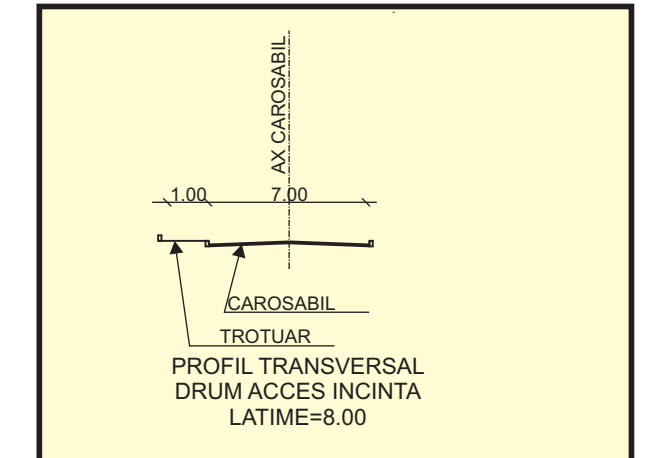 AX CAROSABIL
1.00 7.00
CAROSABIL
TROTUAR
PROFIL TRANSVERSAL
DRUM ACCES INCINTA
LATIME=8.00